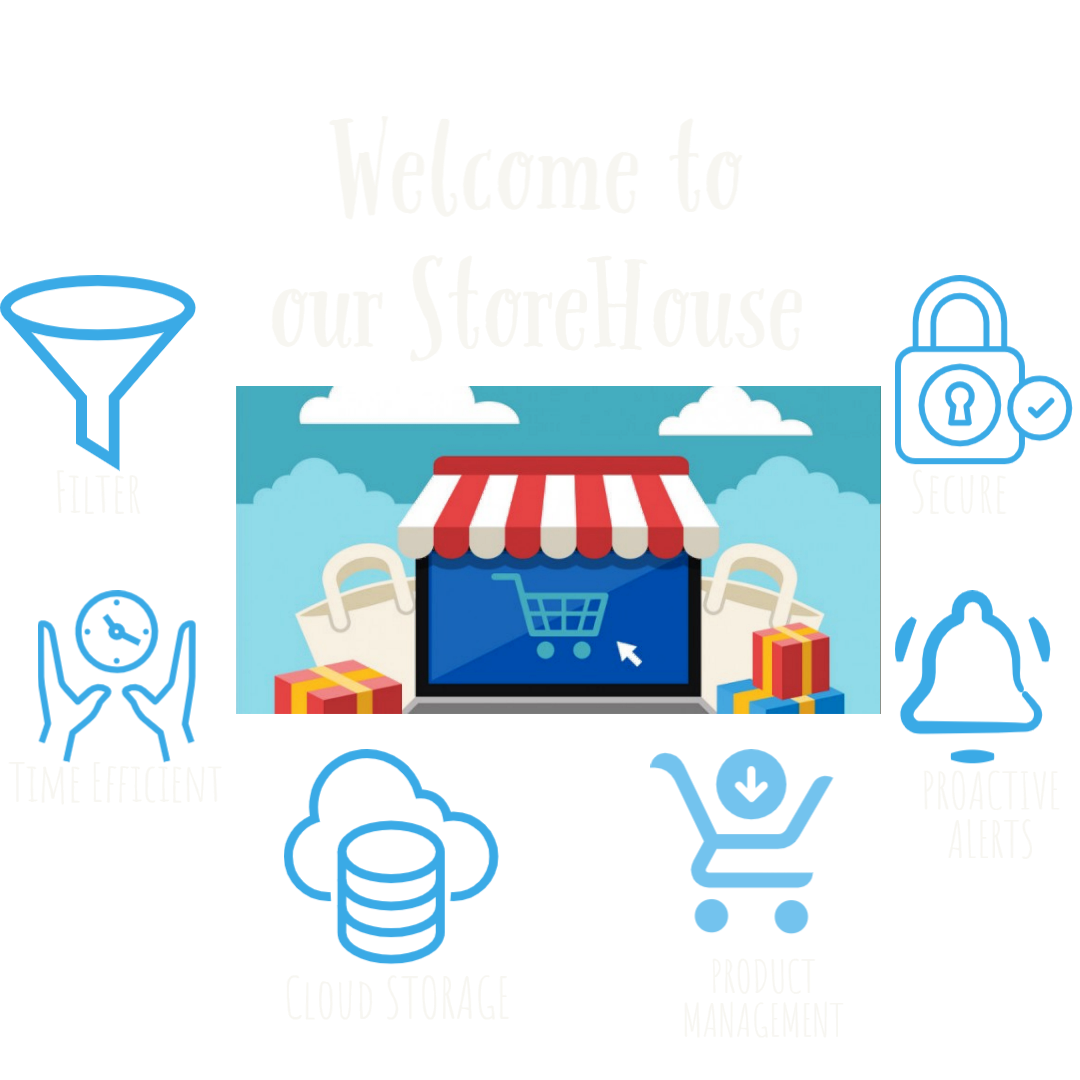 Welcome to
our StoreHouse
Filter
Secure
Time Efficient
PROACTIVE
ALERTS
Cloud STORAGE
PRODUCT
MANAGEMENT